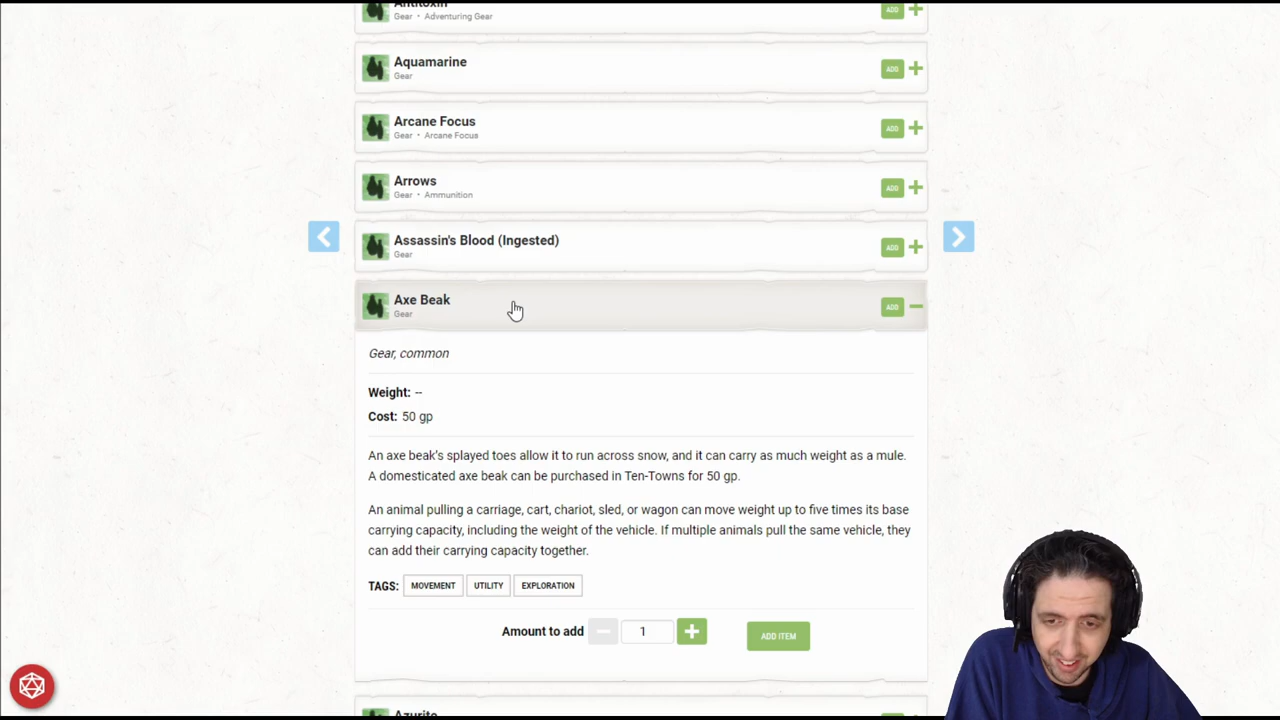 Antitoxin
Gear • Adventuring Gear
ADD
Aquamarine
Gear
ADD
Arcane Focus
Gear • Arcane Focus
ADD
Arrows
Gear • Ammunition
ADD
Assassin's Blood (Ingested)
Gear
ADD
Axe Beak
Gear
ADD
Gear, common
Weight: --
Cost: 50 gp
An axe beak's splayed toes allow it to run across snow, and it can carry as much weight as a mule.
A domesticated axe beak can be purchased in Ten-Towns for 50 gp.
An animal pulling a carriage, cart, chariot, sled, or wagon can move weight up to five times its base
carrying capacity, including the weight of the vehicle. If multiple animals pull the same vehicle, they
can add their carrying capacity together.
TAGS: MOVEMENT UTILITY EXPLORATION
Amount to add 1 ADD ITEM
Azurite